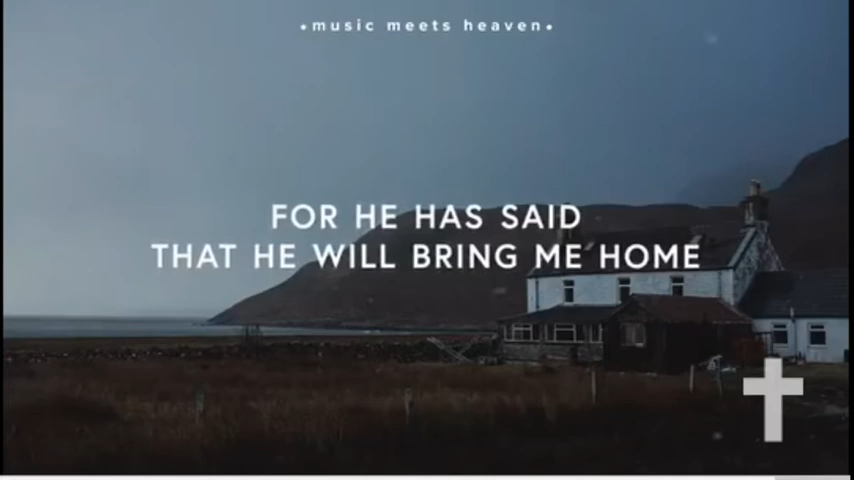 •music meets heaven•
FOR HE HAS SAID
THAT HE WILL BRING ME HOME